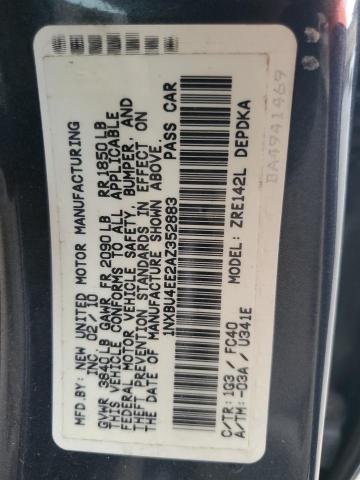 MFD.BY: NEW UNITED MOTOR MANUFACTURING
INC. 02/10
GVWR 3840LB GAWR FR 2090LB RR1850LB
THIS VEHICLE CONFORMS TO ALL APPLICABLE
FEDERAL MOTOR VEHICLE SAFETY, BUMPER, AND
THEFT PREVENTION STANDARDS IN EFFECT ON
THE DATE OF MANUFACTURE SHOWN ABOVE.
1NXBU4EE2AZ352883 PASS CAR
MODEL: ZRE142L DEPDKA
C/TR: 1G3 / FC40
A/TM: -03A / U341E
BA4941469